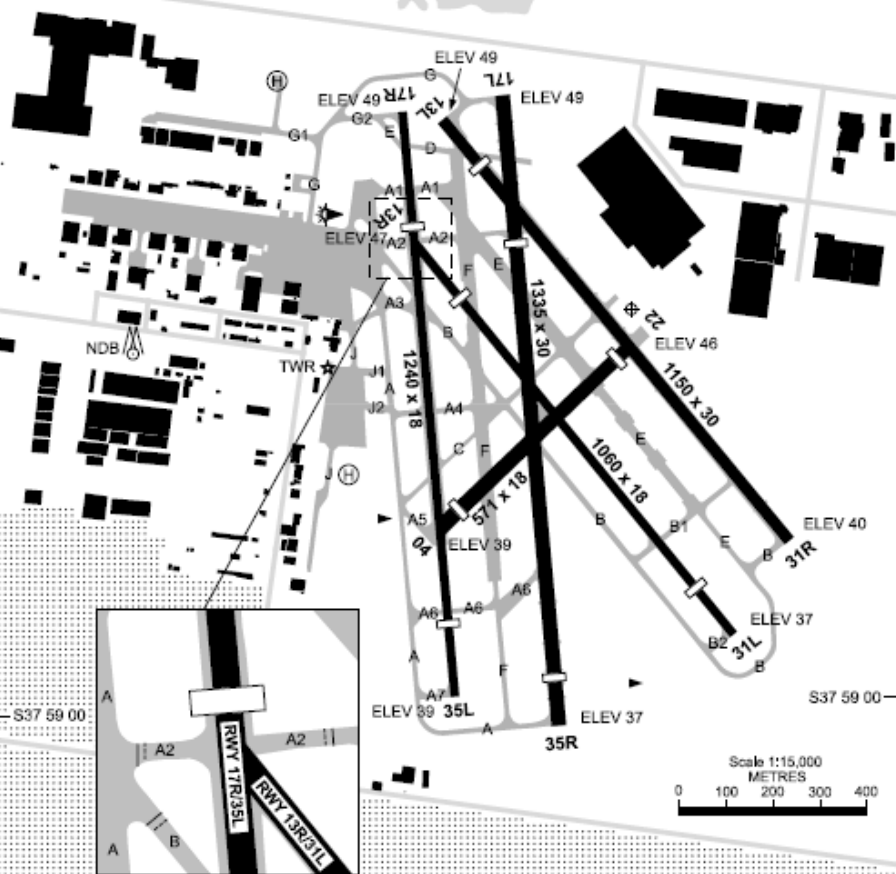 ELEV 49
G
17L
H
ELEV 49
17R
13L
ELEV 49
G2
G1
E
D
G
A1
A1
13R
ELEV 47
A2
A2
F
E
22
A3
1335 x 30
B
ELEV 46
NDB
TWR
J
J1
A
J2
1240 x 18
A4
1150 x 30
C
F
E
1060 x 18
J
H
571 x 18
A5
04
B
B1
ELEV 40
ELEV 39
E
B
31R
A6
A6
A6
ELEV 37
B2
31L
B
A
F
S37 59 00
A7
ELEV 39
35L
ELEV 37
A
35R
S37 59 00
A
A2
A2
RWY 17R/35L
RWY 13R/31L
A
B
Scale 1:15,000
METRES
0 100 200 300 400